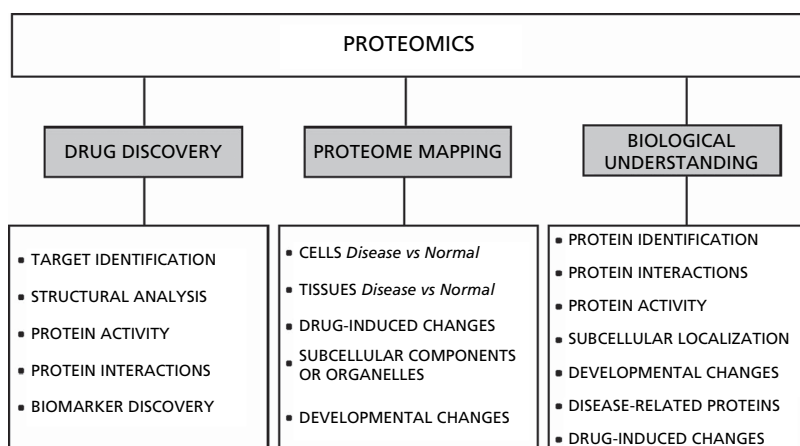 PROTEOMICS
DRUG DISCOVERY
PROTEOME MAPPING
BIOLOGICAL
UNDERSTANDING
▪ TARGET IDENTIFICATION
▪ STRUCTURAL ANALYSIS
▪ PROTEIN ACTIVITY
▪ PROTEIN INTERACTIONS
▪ BIOMARKER DISCOVERY
▪ CELLS Disease vs Normal
▪ TISSUES Disease vs Normal
▪ DRUG-INDUCED CHANGES
▪ SUBCELLULAR COMPONENTS
OR ORGANELLES
▪ DEVELOPMENTAL CHANGES
▪ PROTEIN IDENTIFICATION
▪ PROTEIN INTERACTIONS
▪ PROTEIN ACTIVITY
▪ SUBCELLULAR LOCALIZATION
▪ DEVELOPMENTAL CHANGES
▪ DISEASE-RELATED PROTEINS
▪ DRUG-INDUCED CHANGES